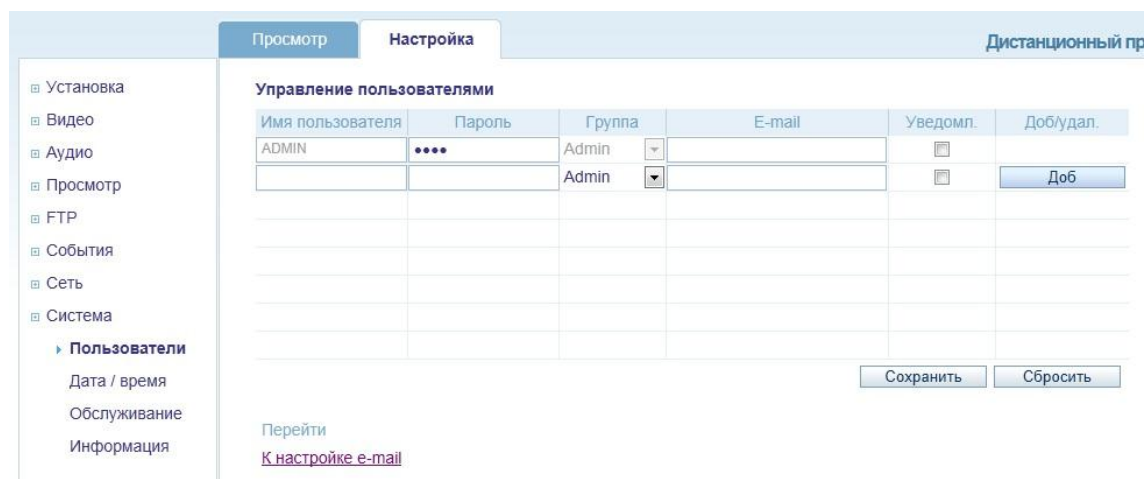 Просмотр Настройка Дистанционный пр
Установка
Видео
Аудио
Просмотр
FTP
События
Сеть
Система
Пользователи
Дата / время
Обслуживание
Информация
Управление пользователями
Имя пользователя Пароль Группа E-mail Уведомл. Доб/удал.
ADMIN •••• Admin
Admin Доб
Сохранить Сбросить
Перейти
К настройке e-mail